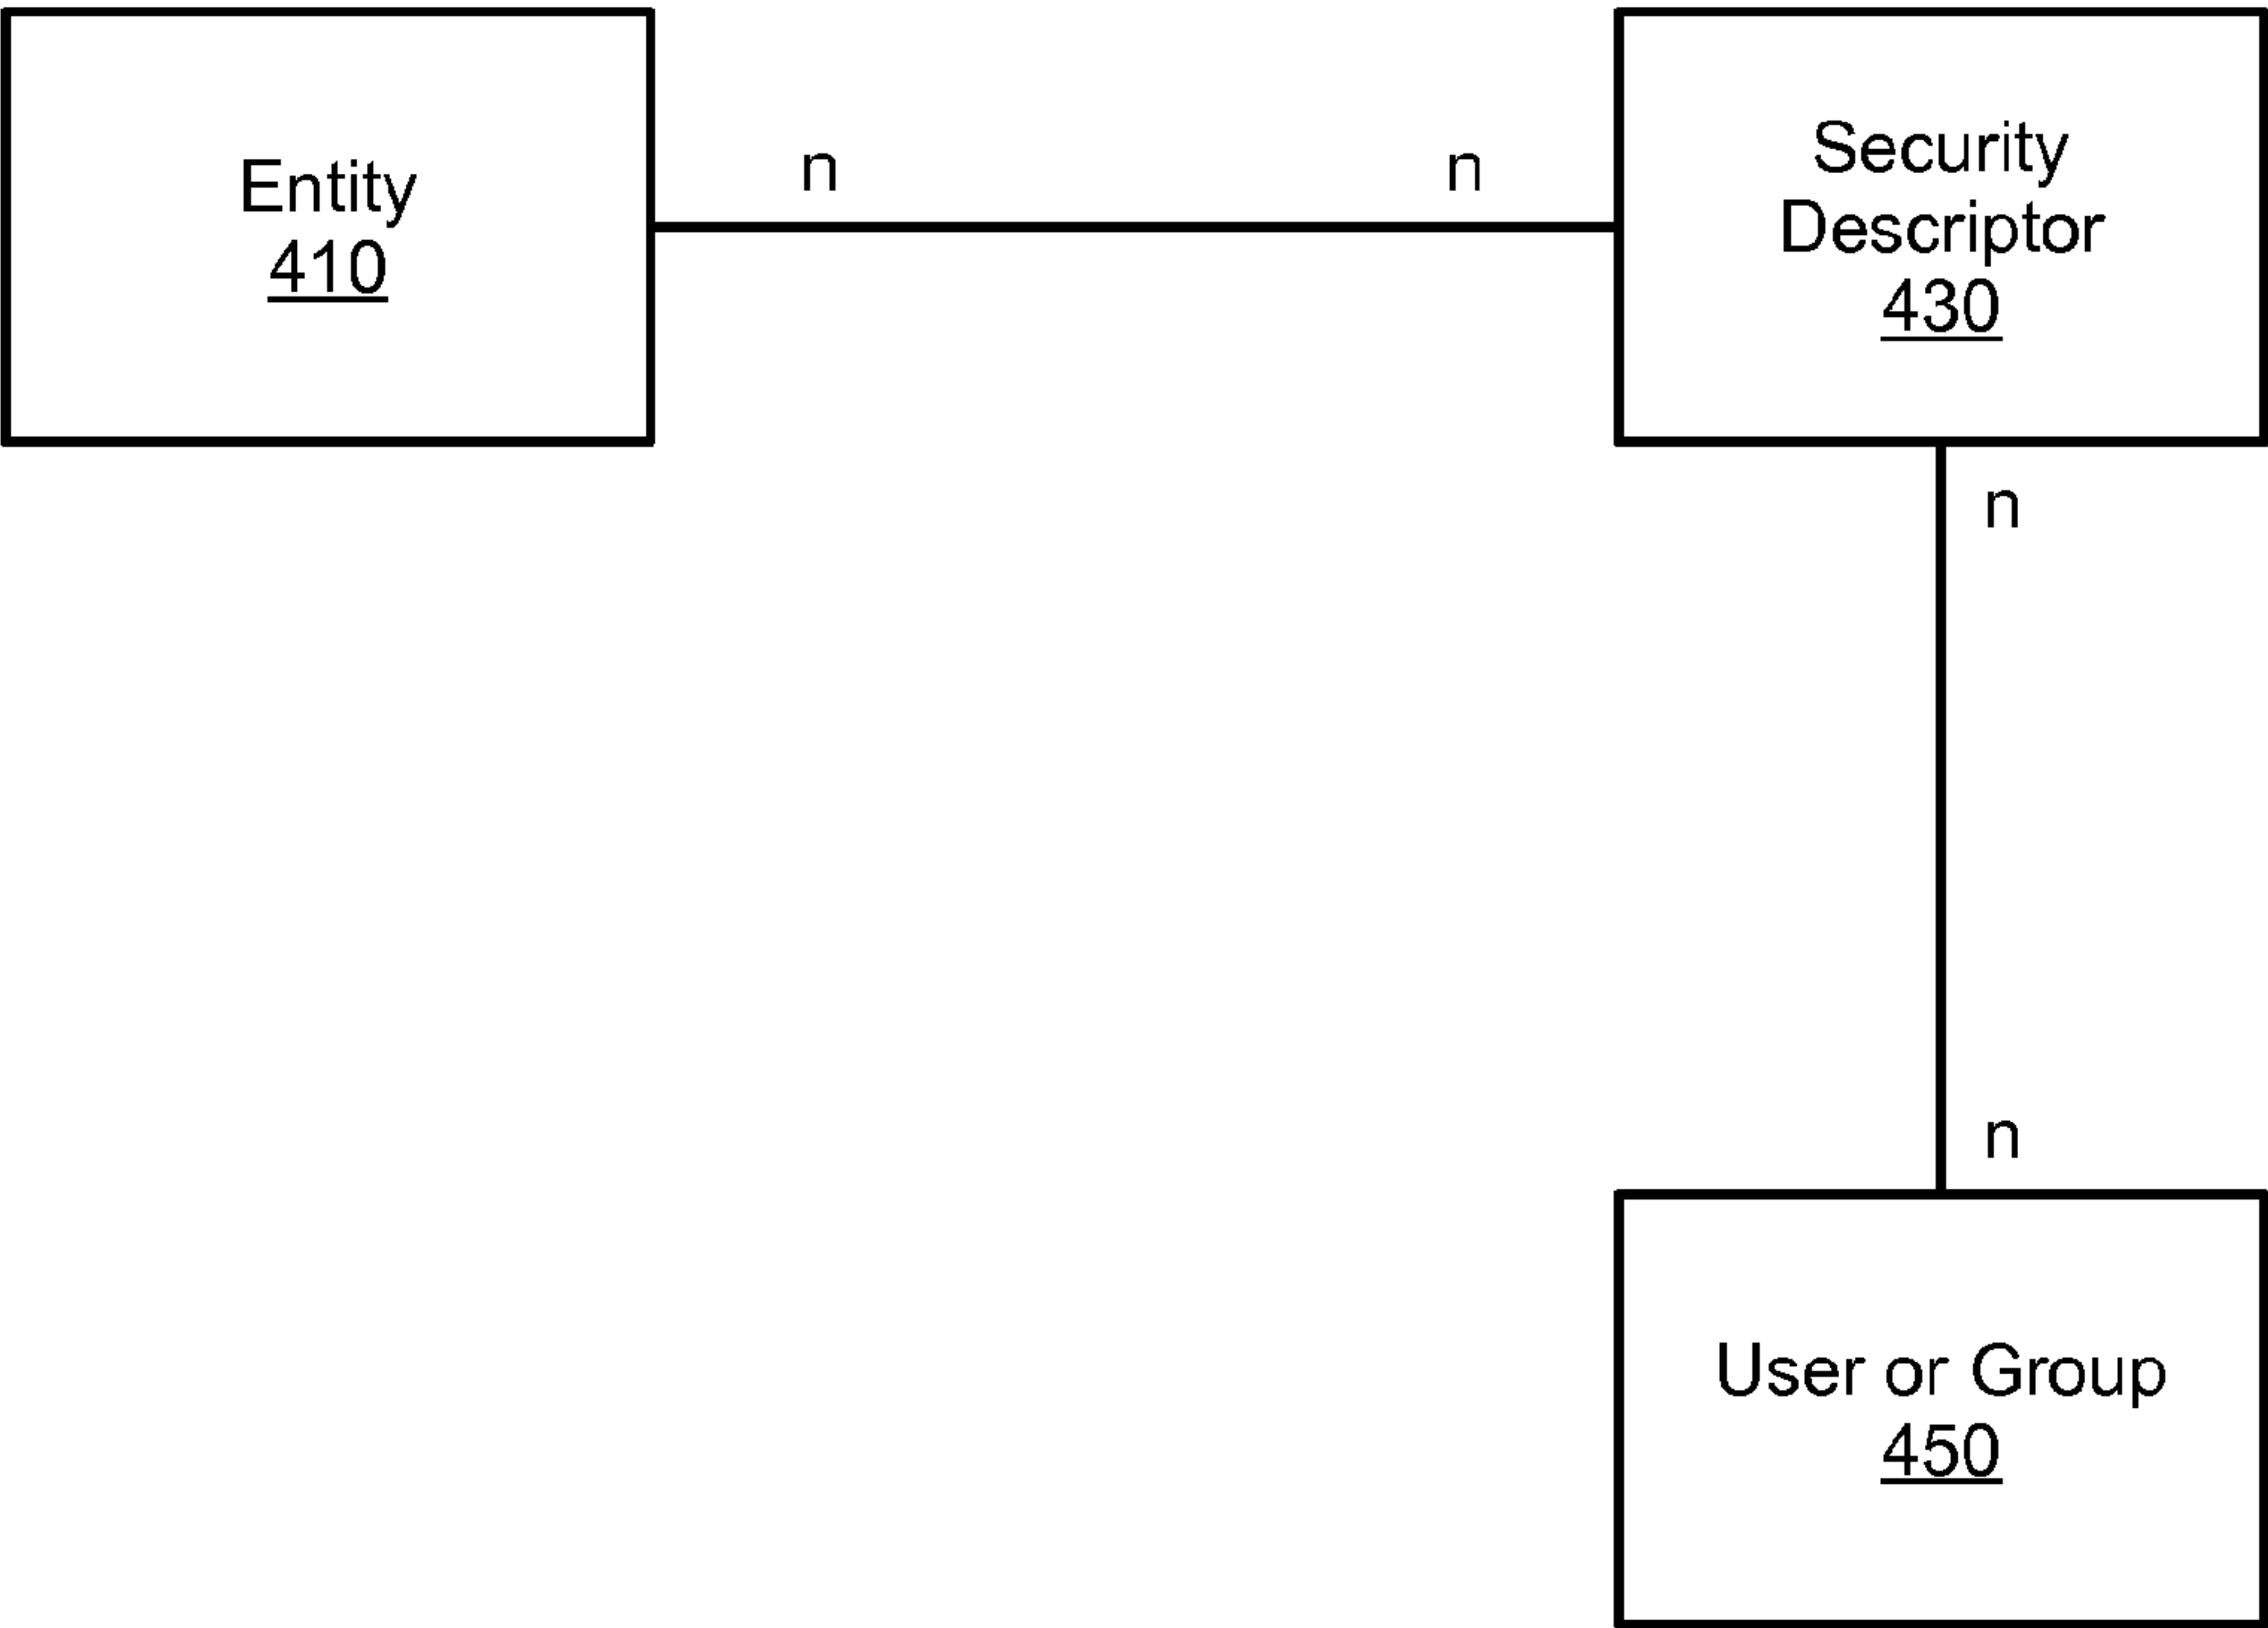 Entity
410
n
n
Security
Descriptor
430
n
n
User or Group
450